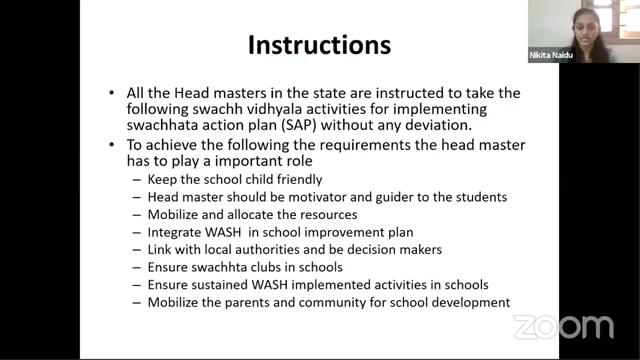 Instructions
Nikita Naidu
• All the Head masters in the state are instructed to take the
following swachh vidhyala activities for implementing
swachhata action plan (SAP) without any deviation.
• To achieve the following the requirements the head master
has to play a important role
– Keep the school child friendly
– Head master should be motivator and guider to the students
– Mobilize and allocate the resources
– Integrate WASH in school improvement plan
– Link with local authorities and be decision makers
– Ensure swachhta clubs in schools
– Ensure sustained WASH implemented activities in schools
– Mobilize the parents and community for school development
zoom